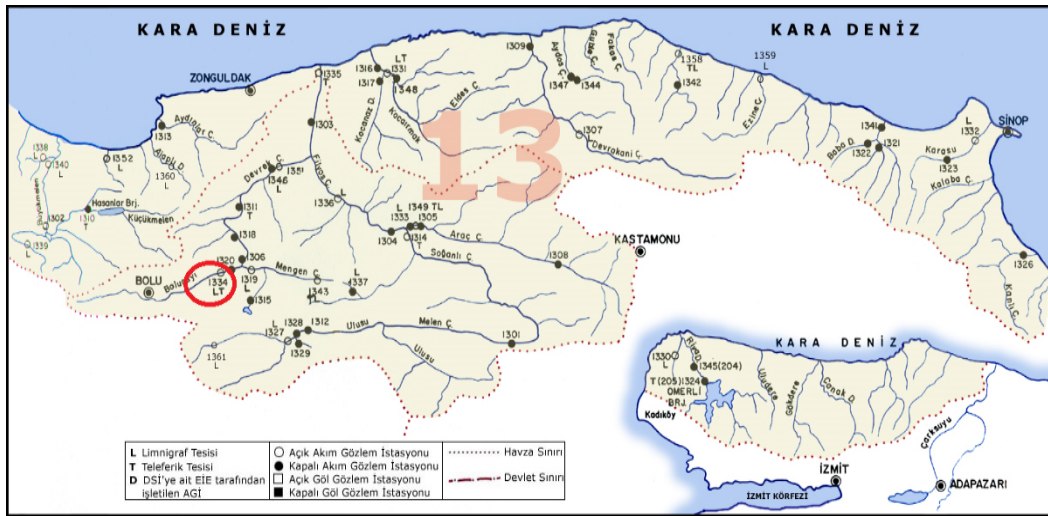 KARA DENİZ
KARA DENİZ
ZONGULDAK
1335
T
1316
LT
1331
1317
1348
1309
Aydos Ç.
1347
1344
1358
TL
1342
1359
L
1303
Kocanaz D.
Kocaırmak
Eldes Ç.
13
1307
L
Devrekani Ç.
Ezine Ç.
1341
Baba D.
1322
1321
L
1332
SİNOP
Karasu
1323
Kalaba Ç.
1326
Kanlı Ç.
1313
Aydınlar Ç.
1338
L
1340
1352
L
Alaplı D.
1360
L
Devrek Ç.
1351
1346
L
Filyos Ç.
L
1336
Büyükmelen
Hasanlar Brj.
1302
1310
T
Küçükmelen
1339
L
1311
T
1318
L
1349 TL
1333
1305
1304
1314
T
Araç Ç.
Soğanlı Ç.
KASTAMONU
1308
1320
1306
BOLU
Bolusuyu
1334
LT
1319
L
Mengen Ç.
1315
1343
L
1337
L
1328
1312
1327
1329
Ulusu
Melen Ç.
1301
Ulusu
1361
L
KARA DENİZ
1330
L
Riva D.
1345(204)
T (205)1324
ÖMERLİ
BRJ.
Kadıköy
Uludere
Gökdere
Çanak D.
Çarksuyu
İZMİT
İZMİT KÖRFEZİ
ADAPAZARI
L Limnigraf Tesisi
T Teleferik Tesisi
D DSİ'ye ait EİE tarafından
işletilen AGİ
Açık Akım Gözlem İstasyonu
Kapalı Akım Gözlem İstasyonu
Açık Göl Gözlem İstasyonu
Kapalı Göl Gözlem İstasyonu
Havza Sınırı
Devlet Sınırı